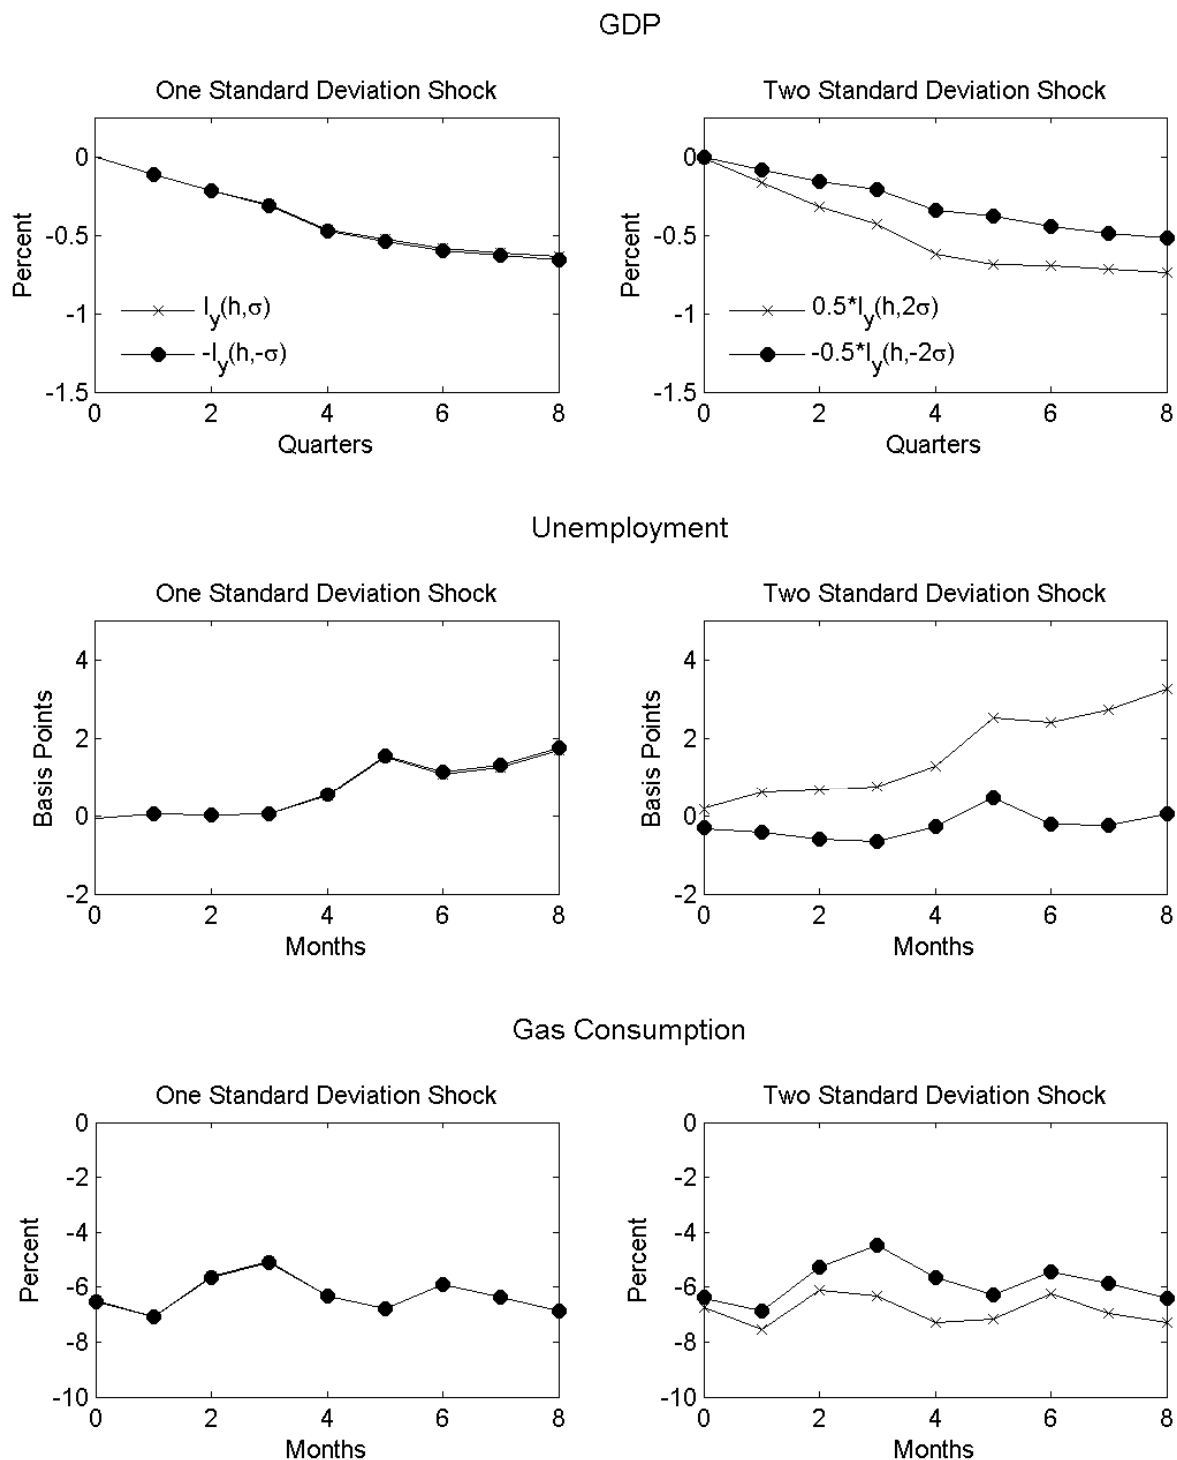 GDP
One Standard Deviation Shock
Two Standard Deviation Shock
0
-0.5
-1
-1.5
Percent
I_y(h,σ)
-I_y(h,-σ)
0 2 4 6 8
Quarters
0
-0.5
-1
-1.5
Percent
0.5*I_y(h,2σ)
-0.5*I_y(h,-2σ)
0 2 4 6 8
Quarters
Unemployment
One Standard Deviation Shock
Two Standard Deviation Shock
4
2
0
-2
Basis Points
0 2 4 6 8
Months
4
2
0
-2
Basis Points
0 2 4 6 8
Months
Gas Consumption
One Standard Deviation Shock
Two Standard Deviation Shock
0
-2
-4
-6
-8
-10
Percent
0 2 4 6 8
Months
0
-2
-4
-6
-8
-10
Percent
0 2 4 6 8
Months